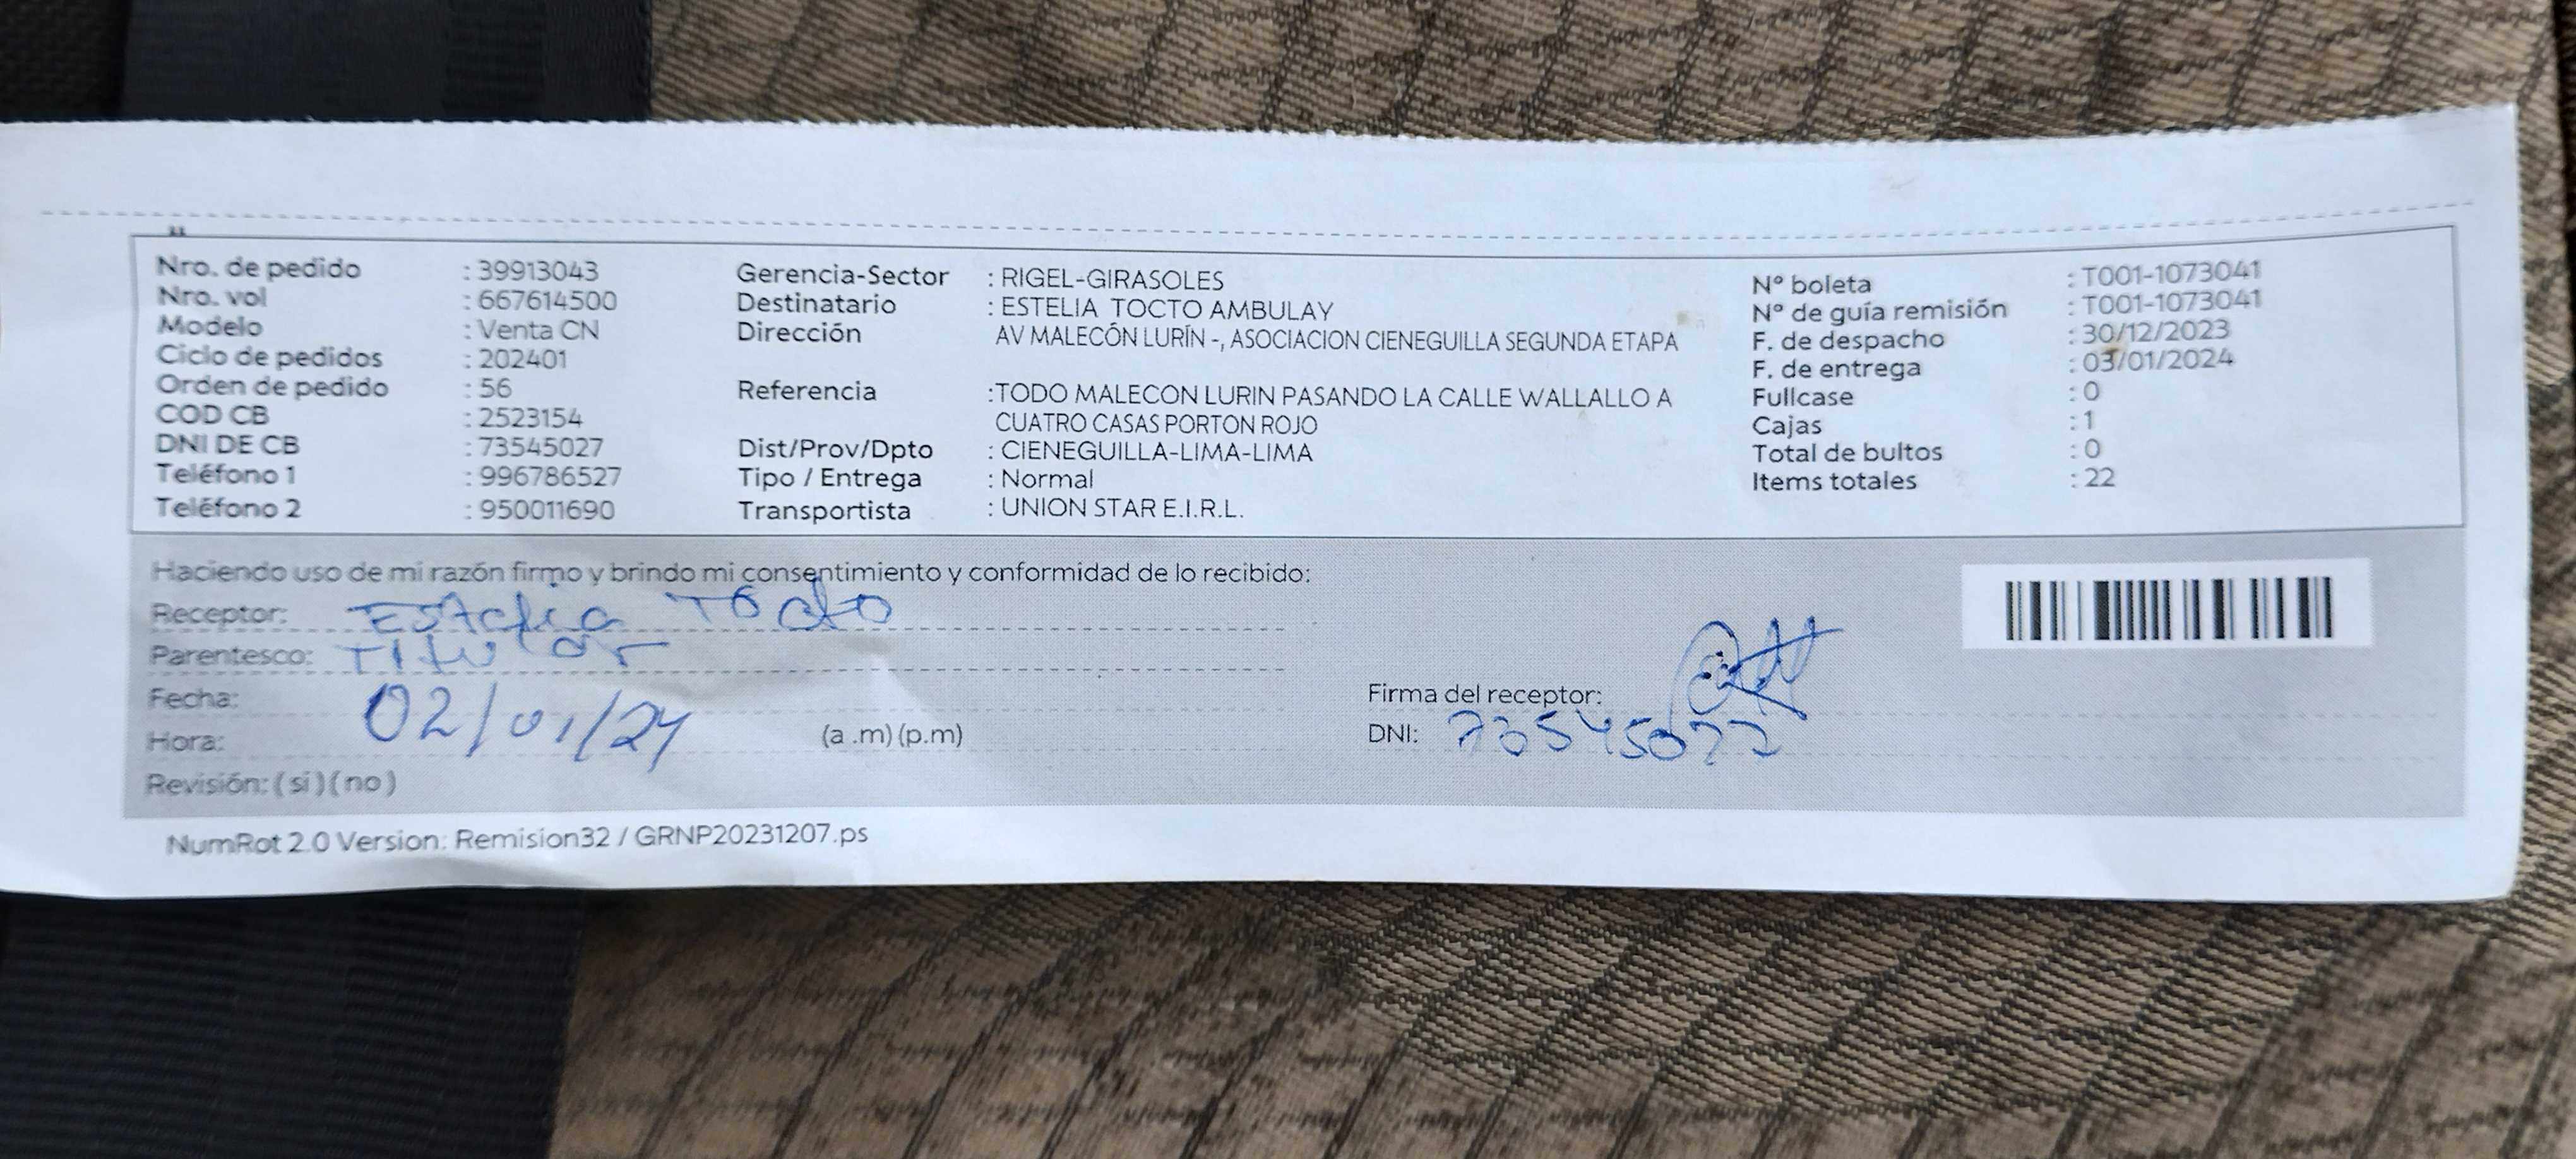 Nro. de pedido : 39913043
Nro. vol : 667614500
Modelo : Venta CN
Ciclo de pedidos : 202401
Orden de pedido : 56
COD CB : 2523154
DNI DE CB : 73545027
Teléfono 1 : 996786527
Teléfono 2 : 950011690
Gerencia-Sector : RIGEL-GIRASOLES
Destinatario : ESTELIA TOCTO AMBULAY
Dirección AV MALECÓN LURÍN -, ASOCIACION CIENEGUILLA SEGUNDA ETAPA
Referencia :TODO MALECON LURIN PASANDO LA CALLE WALLALLO A
CUATRO CASAS PORTON ROJO
Dist/Prov/Dpto : CIENEGUILLA-LIMA-LIMA
Tipo / Entrega : Normal
Transportista : UNION STAR E.I.R.L.
Nº boleta : T001-1073041
Nº de guía remisión : T001-1073041
F. de despacho : 30/12/2023
F. de entrega : 03/01/2024
Fullcase : 0
Cajas : 1
Total de bultos : 0
Items totales : 22
Haciendo uso de mi razón firmo y brindo mi consentimiento y conformidad de lo recibido:
Receptor: Estelia Tocto
Parentesco: Titular
Fecha: 02/01/24
Hora: (a .m) (p.m)
Revisión: ( si ) ( no )
Firma del receptor:
DNI:
NumRot 2.0 Version: Remision32 / GRNP20231207.ps